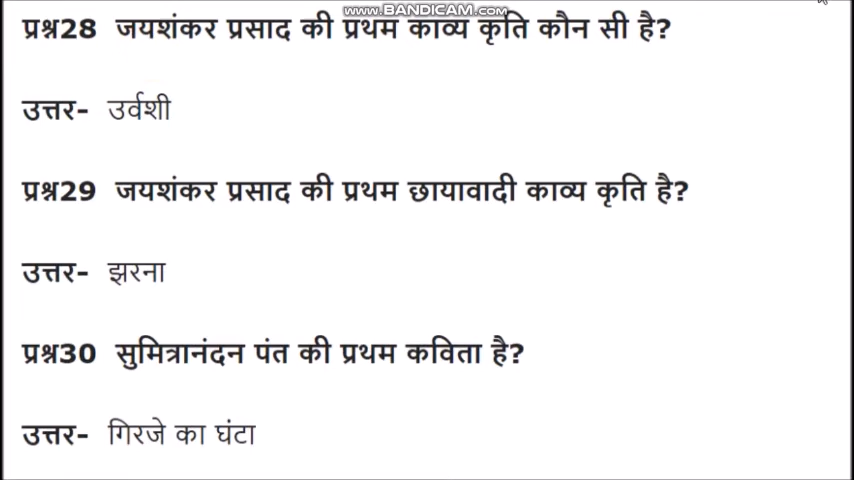 www.BANDICAM.com
प्रश्न28 जयशंकर प्रसाद की प्रथम काव्य कृति कौन सी है?
उत्तर- उर्वशी
प्रश्न29 जयशंकर प्रसाद की प्रथम छायावादी काव्य कृति है?
उत्तर- झरना
प्रश्न30 सुमित्रानंदन पंत की प्रथम कविता है?
उत्तर- गिरजे का घंटा